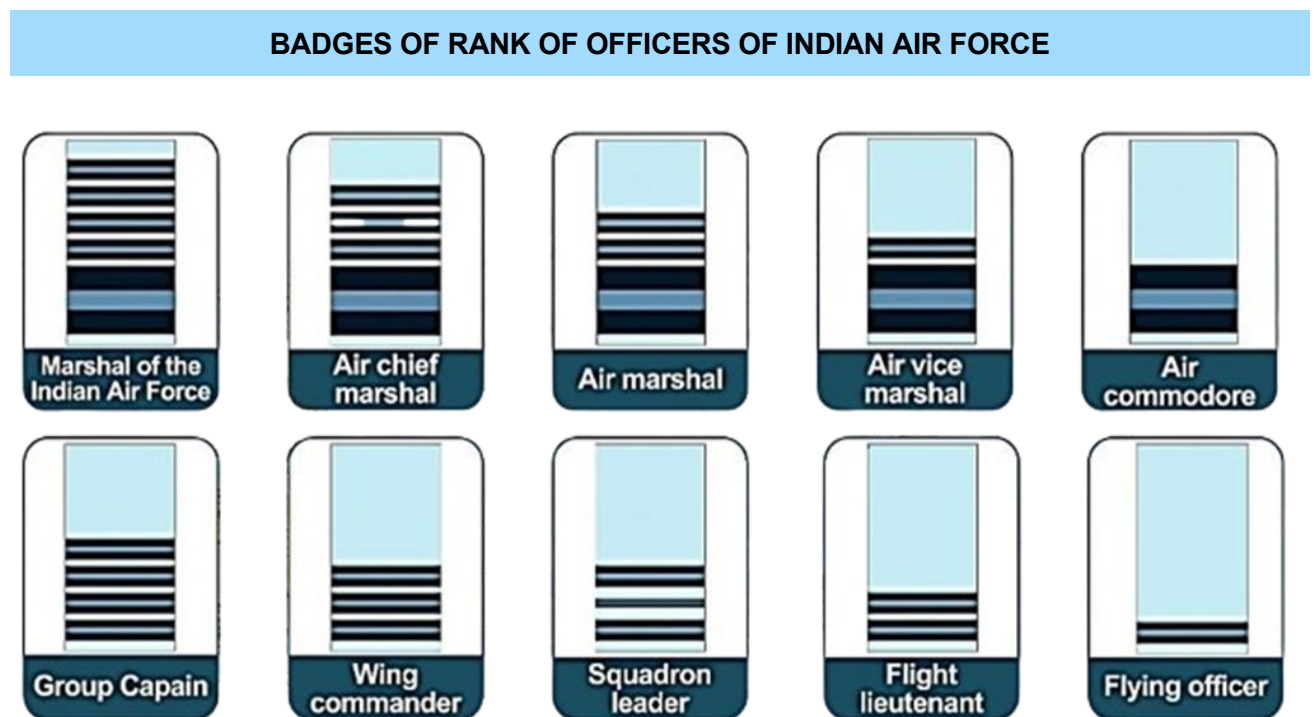 BADGES OF RANK OF OFFICERS OF INDIAN AIR FORCE
Marshal of the
Indian Air Force
Air chief
marshal
Air marshal
Air vice
marshal
Air
commodore
Group Capain
Wing
commander
Squadron
leader
Flight
lieutenant
Flying officer